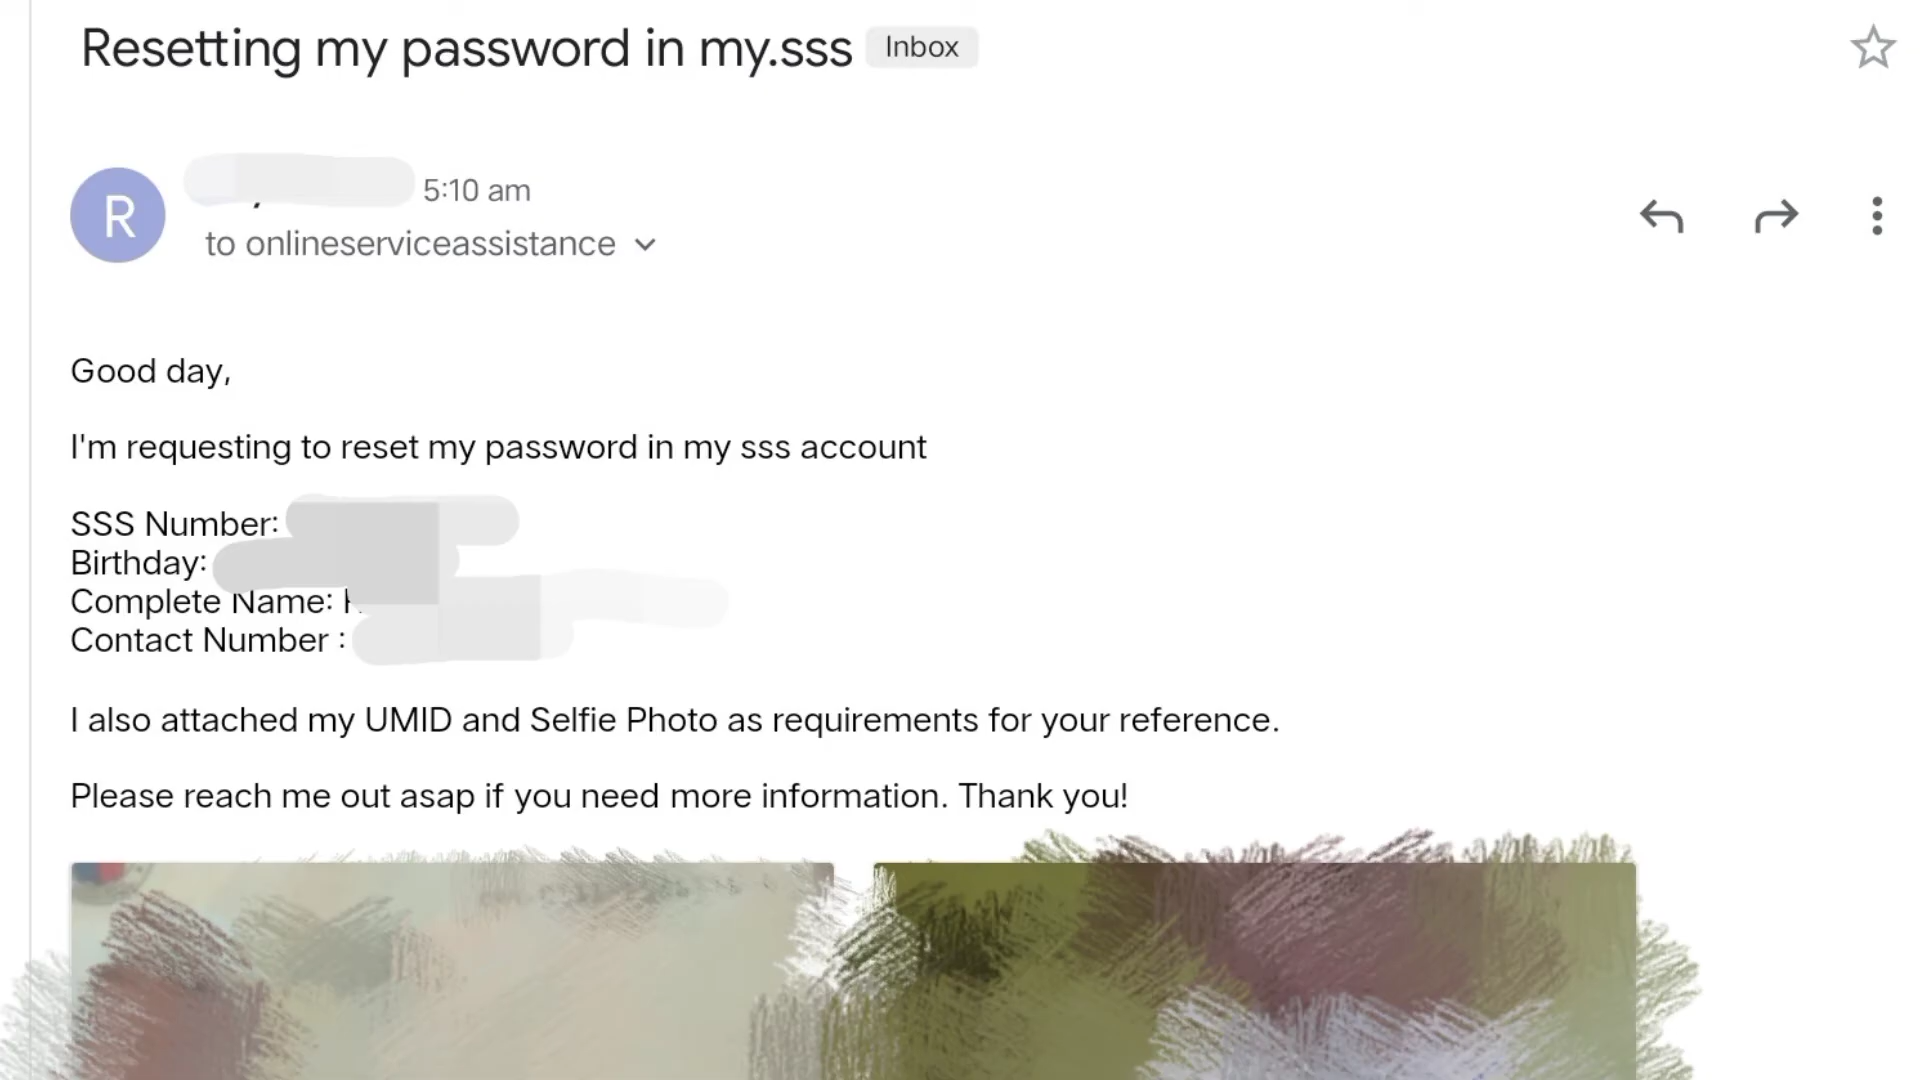 Resetting my password in my.sss Inbox
R
5:10 am
to onlineserviceassistance
Good day,
I'm requesting to reset my password in my sss account
SSS Number:
Birthday:
Complete Name:
Contact Number :
I also attached my UMID and Selfie Photo as requirements for your reference.
Please reach me out asap if you need more information. Thank you!